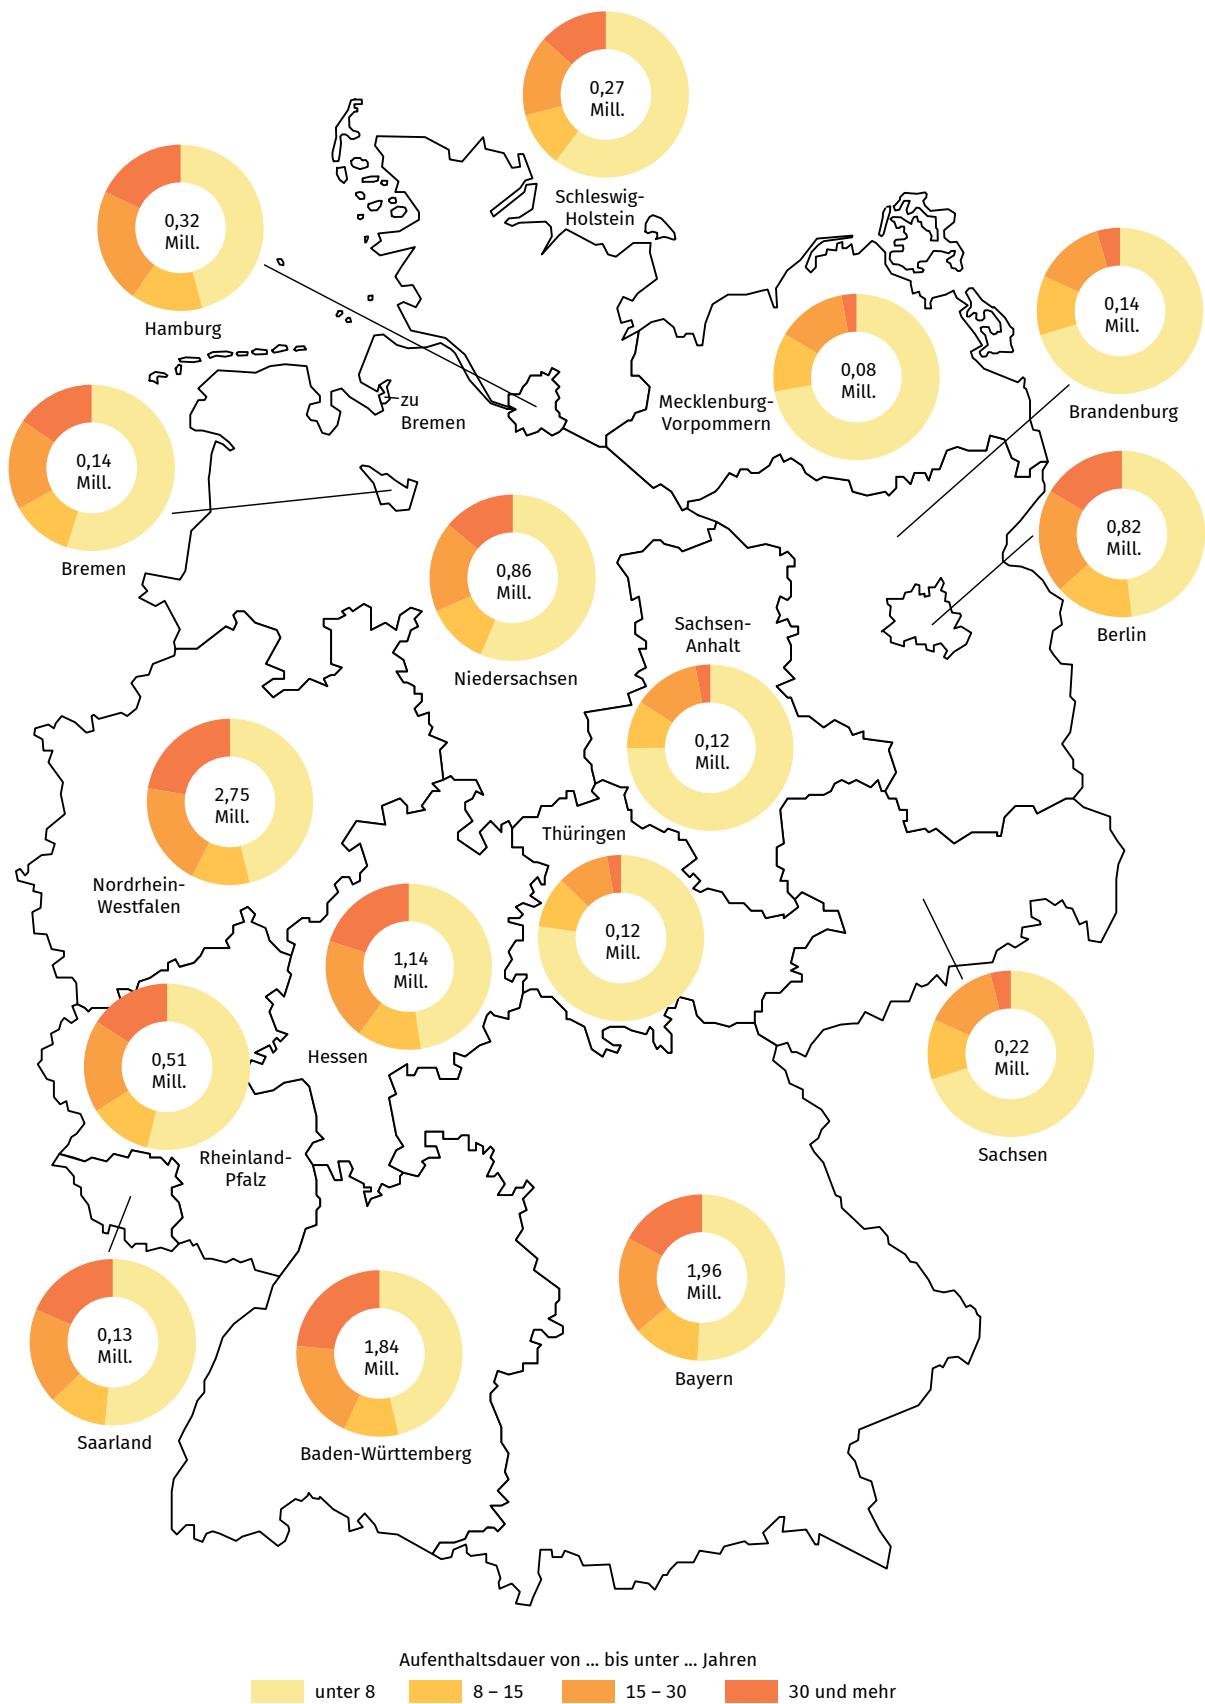 0,27
Mill.
Schleswig-
Holstein
0,32
Mill.
Hamburg
0,14
Mill.
Brandenburg
0,08
Mill.
Mecklenburg-
Vorpommern
zu
Bremen
0,14
Mill.
Bremen
0,82
Mill.
Berlin
0,86
Mill.
Niedersachsen
Sachsen-
Anhalt
0,12
Mill.
2,75
Mill.
Nordrhein-
Westfalen
Thüringen
0,12
Mill.
1,14
Mill.
Hessen
0,51
Mill.
Rheinland-
Pfalz
0,22
Mill.
Sachsen
1,96
Mill.
Bayern
0,13
Mill.
Saarland
1,84
Mill.
Baden-Württemberg
Aufenthaltsdauer von ... bis unter ... Jahren
unter 8
8 – 15
15 – 30
30 und mehr